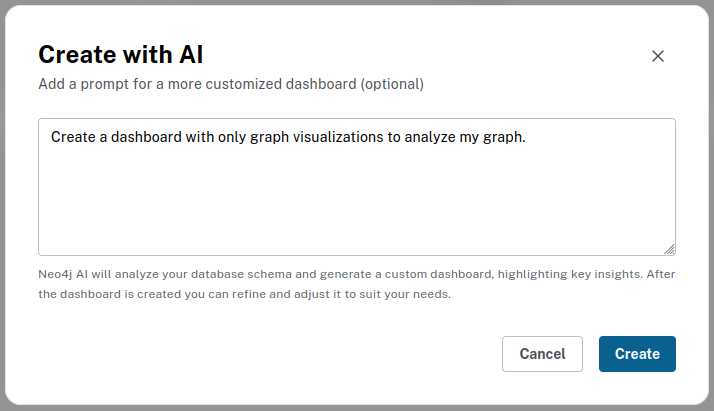 Create with AI
Add a prompt for a more customized dashboard (optional)
Create a dashboard with only graph visualizations to analyze my graph.
Neo4j AI will analyze your database schema and generate a custom dashboard, highlighting key insights. After
the dashboard is created you can refine and adjust it to suit your needs.
Cancel
Create